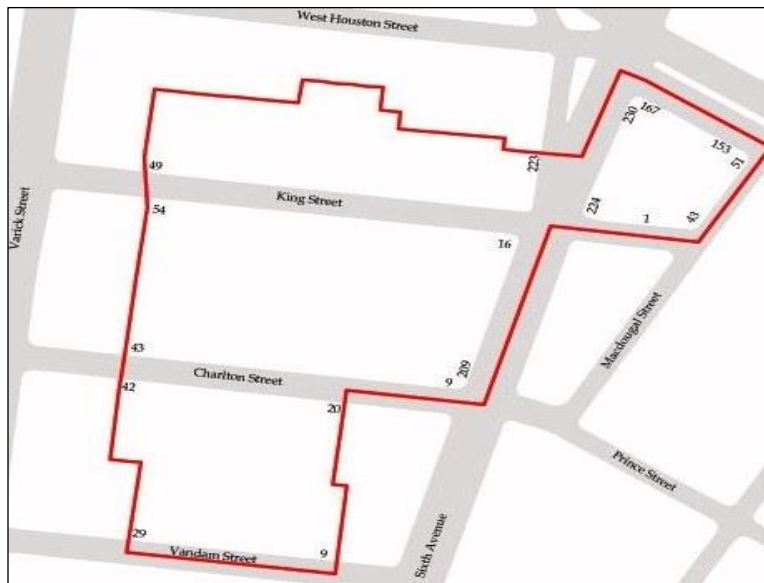 West Houston Street
230
167
153
51
223
49
King Street
54
224
1
43
16
Varick Street
Macdougal Street
43
Charlton Street
9
209
42
20
Prince Street
29
Vandam Street
9
Sixth Avenue